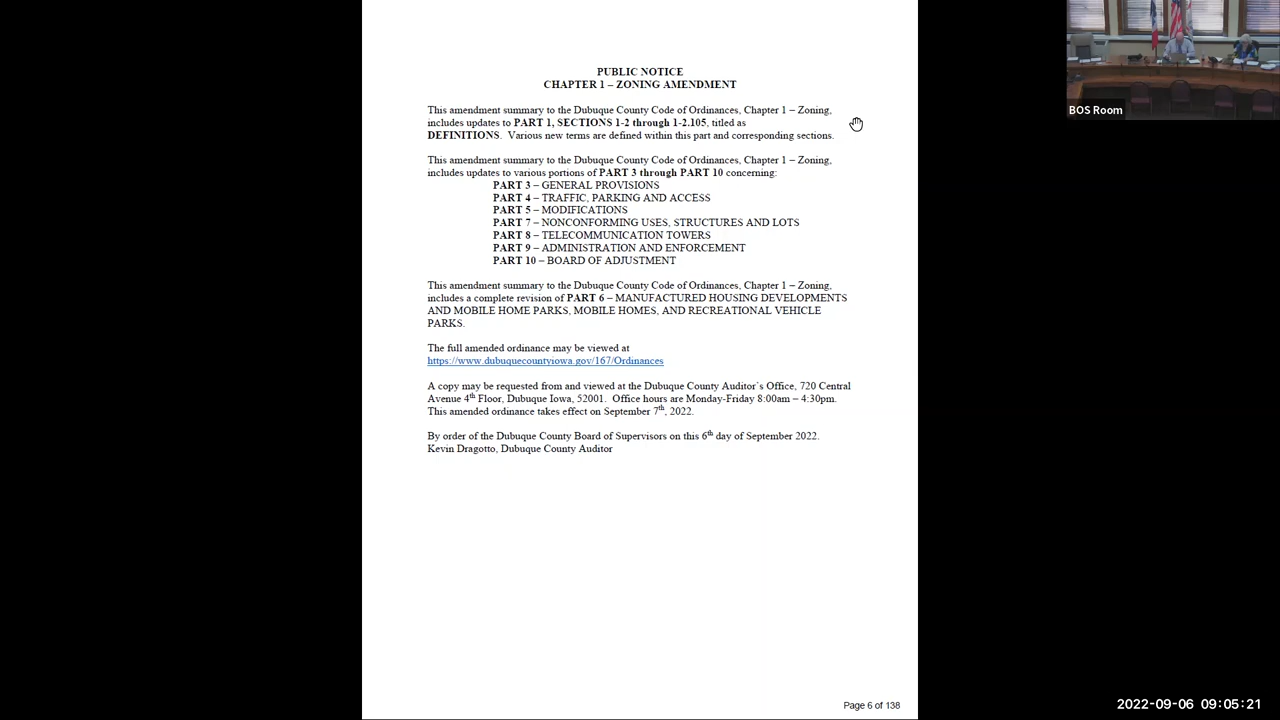 PUBLIC NOTICE
CHAPTER 1 – ZONING AMENDMENT
This amendment summary to the Dubuque County Code of Ordinances, Chapter 1 – Zoning,
includes updates to PART 1, SECTIONS 1-2 through 1-2.105, titled as
DEFINITIONS. Various new terms are defined within this part and corresponding sections.
This amendment summary to the Dubuque County Code of Ordinances, Chapter 1 – Zoning,
includes updates to various portions of PART 3 through PART 10 concerning:
PART 3 – GENERAL PROVISIONS
PART 4 – TRAFFIC, PARKING AND ACCESS
PART 5 – MODIFICATIONS
PART 7 – NONCONFORMING USES, STRUCTURES AND LOTS
PART 8 – TELECOMMUNICATION TOWERS
PART 9 – ADMINISTRATION AND ENFORCEMENT
PART 10 – BOARD OF ADJUSTMENT
This amendment summary to the Dubuque County Code of Ordinances, Chapter 1 – Zoning,
includes a complete revision of PART 6 – MANUFACTURED HOUSING DEVELOPMENTS
AND MOBILE HOME PARKS, MOBILE HOMES, AND RECREATIONAL VEHICLE
PARKS.
The full amended ordinance may be viewed at
https://www.dubuquecountyiowa.gov/167/Ordinances
A copy may be requested from and viewed at the Dubuque County Auditor`s Office, 720 Central
Avenue 4th Floor, Dubuque Iowa, 52001. Office hours are Monday-Friday 8:00am – 4:30pm.
This amended ordinance takes effect on September 7th, 2022.
By order of the Dubuque County Board of Supervisors on this 6th day of September 2022.
Kevin Dragotto, Dubuque County Auditor
Page 6 of 138
BOS Room
2022-09-06 09:05:21